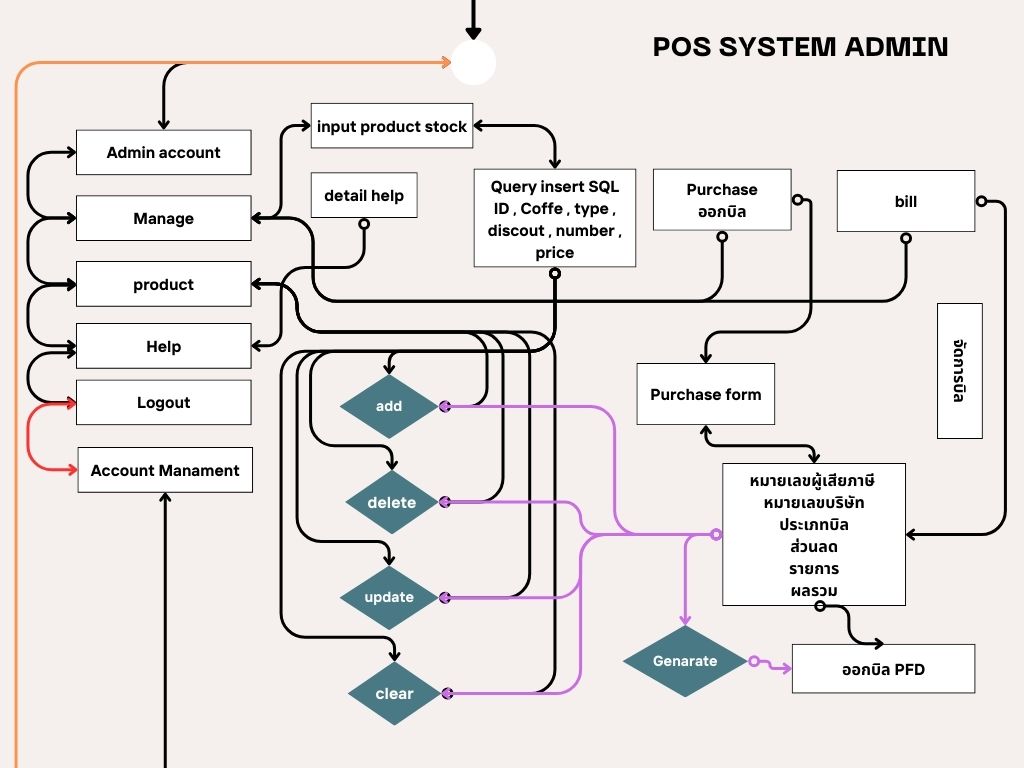 POS SYSTEM ADMIN
input product stock
Admin account
detail help
Query insert SQL
ID , Coffe , type ,
discout , number ,
price
Purchase
ออกบิล
bill
Manage
product
Help
จัดการบิล
Logout
add
Purchase form
Account Manament
delete
หมายเลขผู้เสียภาษี
หมายเลขบริษัท
ประเภทบิล
ส่วนลด
รายการ
ผลรวม
update
Genarate
ออกบิล PFD
clear